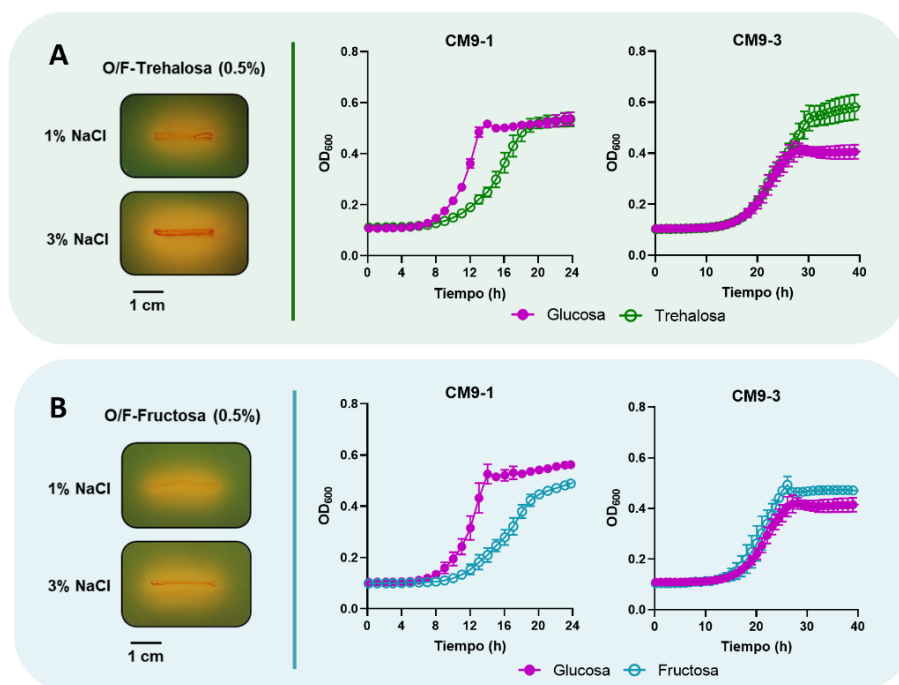 A
O/F-Trehalosa (0.5%)
1% NaCl
3% NaCl
1 cm
CM9-1
OD600
0.8
0.6
0.4
0.2
0.0
0 4 8 12 16 20 24
Tiempo (h)
CM9-3
OD600
0.8
0.6
0.4
0.2
0.0
0 10 20 30 40
Tiempo (h)
Glucosa Trehalosa
B
O/F-Fructosa (0.5%)
1% NaCl
3% NaCl
1 cm
CM9-1
OD600
0.8
0.6
0.4
0.2
0.0
0 4 8 12 16 20 24
Tiempo (h)
CM9-3
OD600
0.8
0.6
0.4
0.2
0.0
0 10 20 30 40
Tiempo (h)
Glucosa Fructosa